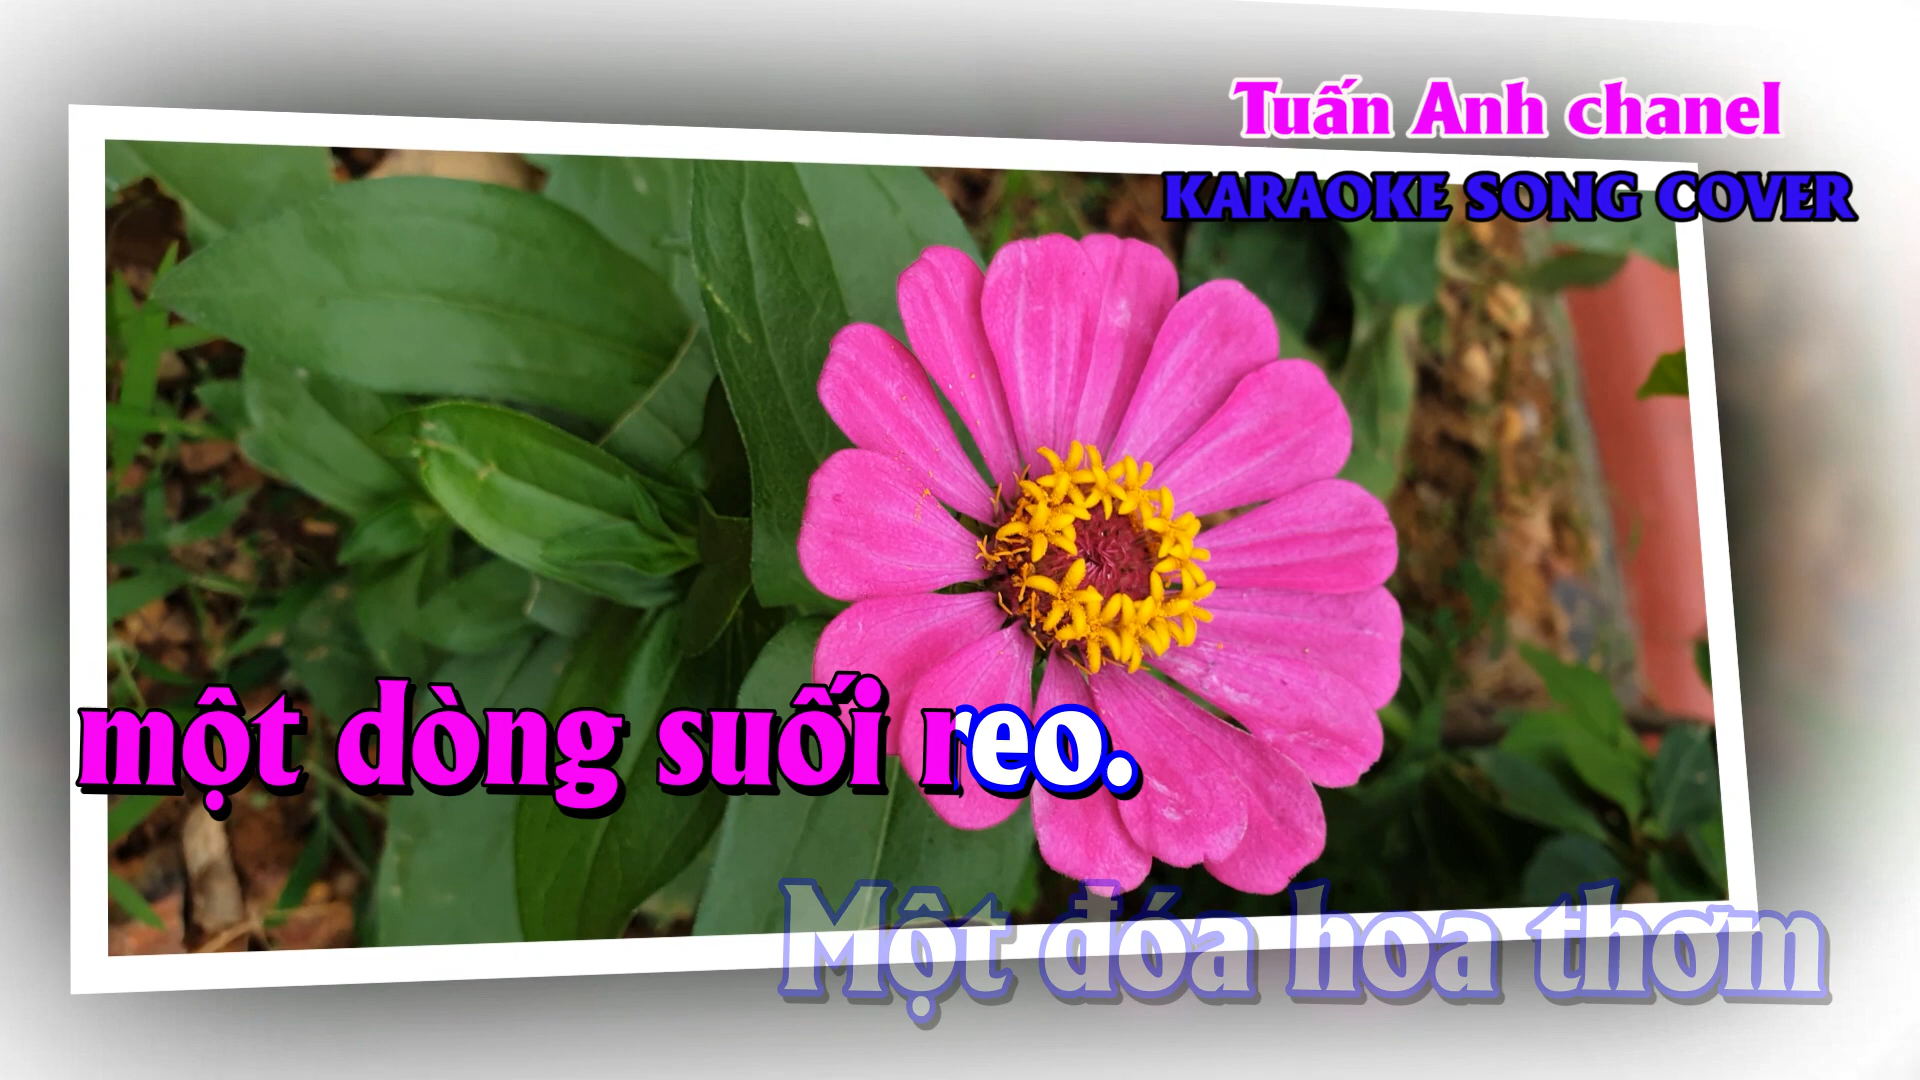 Tuấn Anh chanel
KARAOKE SONG COVER
một dòng suối reo.
Một đóa hoa thơm